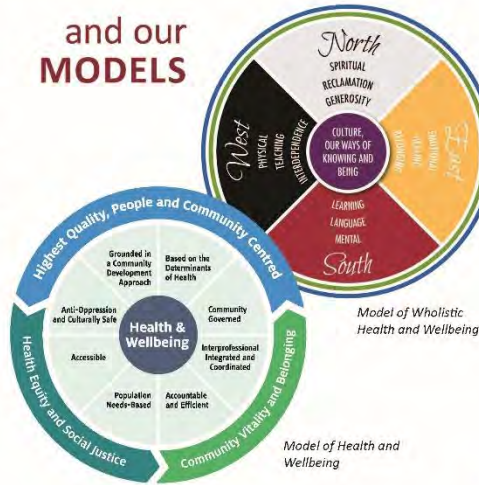 and our
MODELS
North
SPIRITUAL
RECLAMATION
GENEROSITY
West
PHYSICAL
TEACHING
INTERDEPENDENCE
CULTURE,
OUR WAYS OF
KNOWING AND
BEING
East
EMOTIONAL
HEALING
LEARNING
LANGUAGE
MENTAL
South
Model of Wholistic
Health and Wellbeing
Highest Quality, People and Community Centred
Grounded in
a Community
Development
Approach
Based on the
Determinants
of Health
Anti-Oppression
and Culturally Safe
Community
Governed
Health &
Wellbeing
Accessible
Interprofessional
Integrated and
Coordinated
Population
Needs-Based
Accountable
and Efficient
Health Equity and Social Justice
Community Vitality and Belonging
Model of Health and
Wellbeing